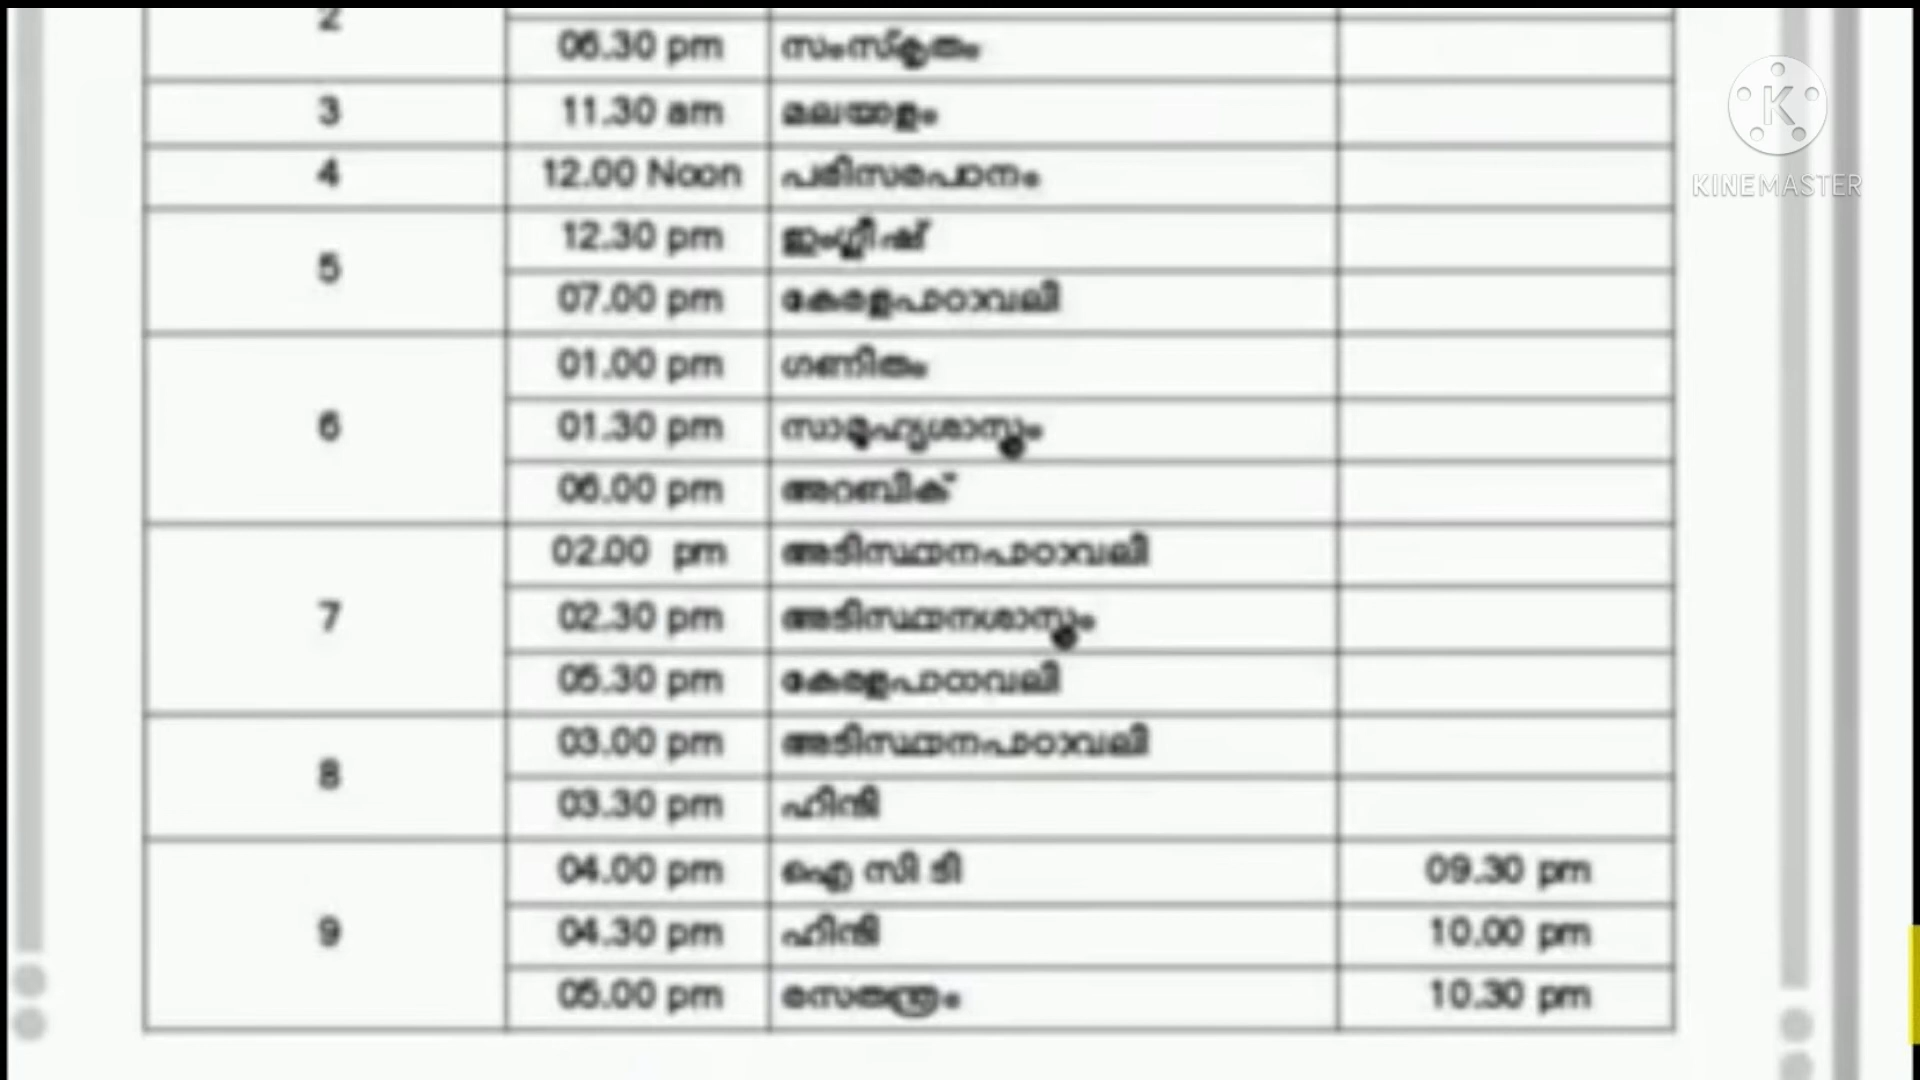 2
06.30 pm സംസ്കൃതം
3 11.30 am മലയാളം
4 12.00 Noon പരിസരപഠനം
5
12.30 pm ഇംഗ്ലീഷ്
07.00 pm കേരളപാഠാവലി
6
01.00 pm ഗണിതം
01.30 pm സാമൂഹ്യശാസ്ത്രം
06.00 pm അറബിക്
7
02.00 pm അടിസ്ഥാനപാഠാവലി
02.30 pm അടിസ്ഥാനശാസ്ത്രം
05.30 pm കേരളപാഠാവലി
8
03.00 pm അടിസ്ഥാനപാഠാവലി
03.30 pm ഹിന്ദി
9
04.00 pm ഐ സി ടി 09.30 pm
04.30 pm ഹിന്ദി 10.00 pm
05.00 pm രസതന്ത്രം 10.30 pm
K
KINEMASTER